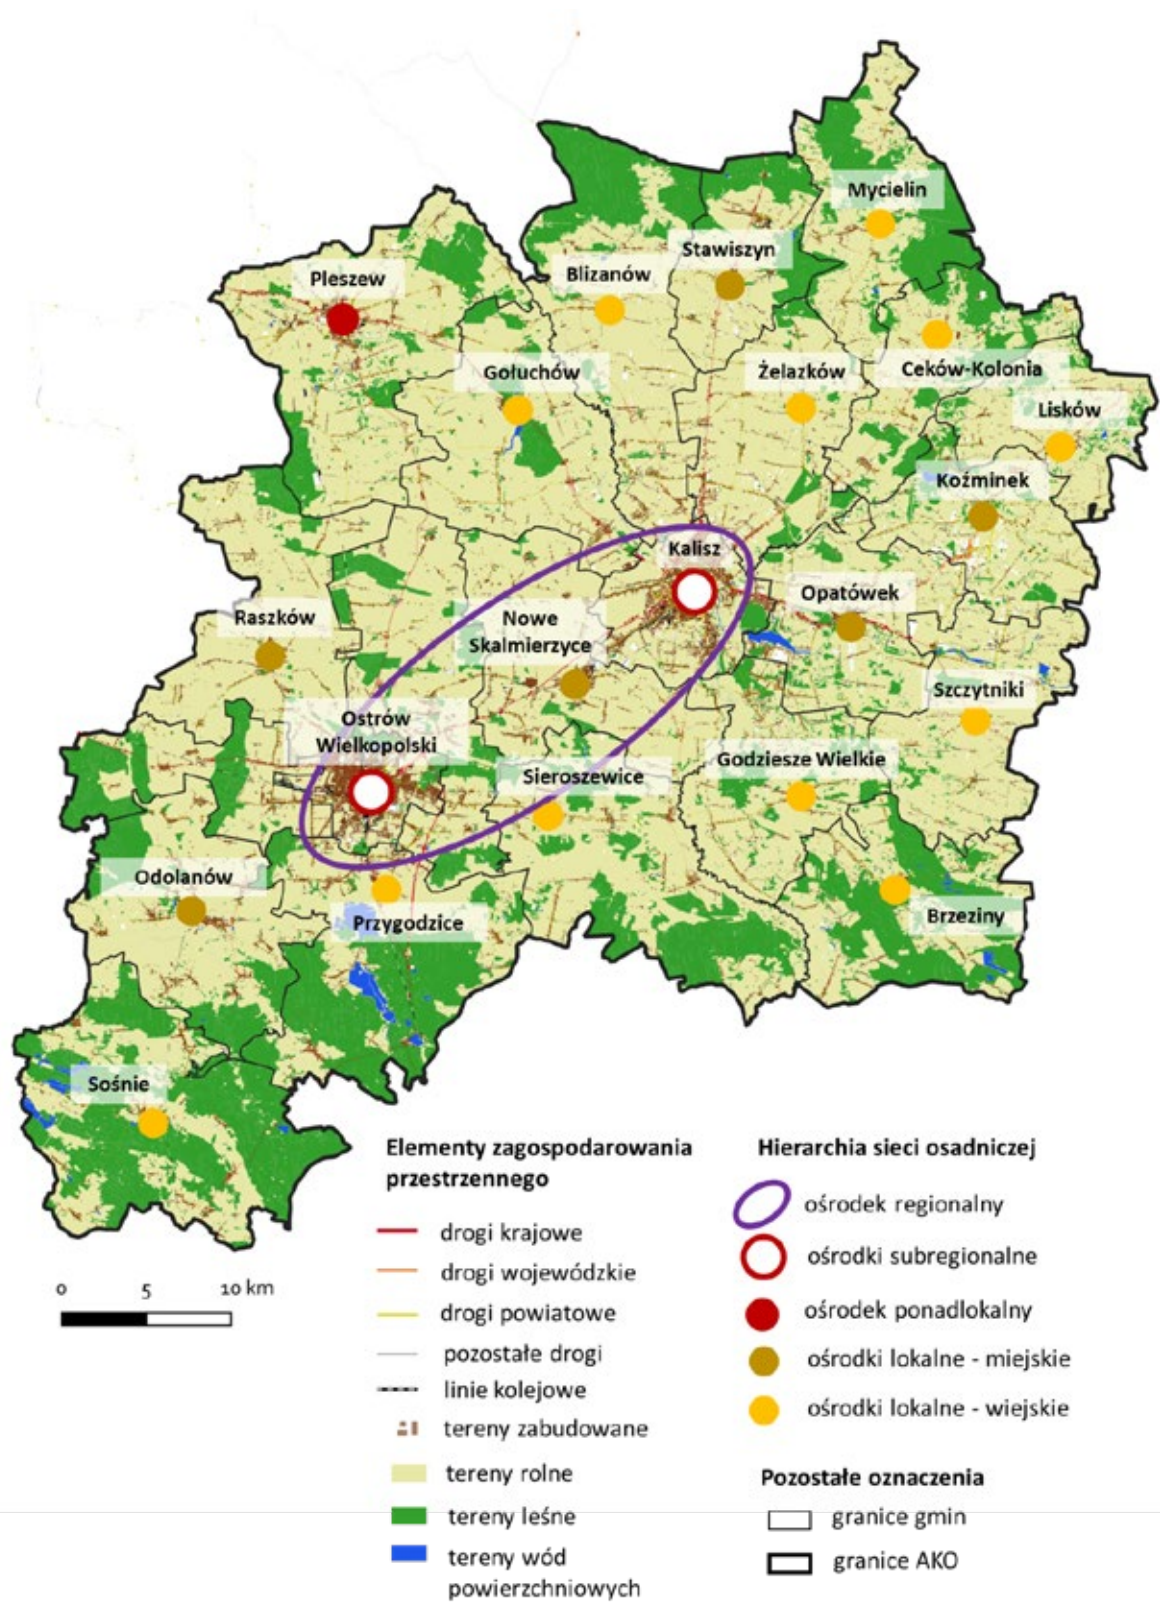 Mycielin
Stawiszyn
Blizanów
Pleszew
Gołuchów
Żelazków
Ceków-Kolonia
Lisków
Koźminek
Kalisz
Opatówek
Raszków
Nowe
Skalmierzyce
Szczytniki
Ostrów
Wielkopolski
Godziesze Wielkie
Sieroszewice
Odolanów
Przygodzice
Brzeziny
Sośnie
0 5 10 km
Elementy zagospodarowania
przestrzennego
drogi krajowe
drogi wojewódzkie
drogi powiatowe
pozostałe drogi
linie kolejowe
tereny zabudowane
tereny rolne
tereny leśne
tereny wód
powierzchniowych
Hierarchia sieci osadniczej
ośrodek regionalny
ośrodki subregionalne
ośrodek ponadlokalny
ośrodki lokalne - miejskie
ośrodki lokalne - wiejskie
Pozostałe oznaczenia
granice gmin
granice AKO